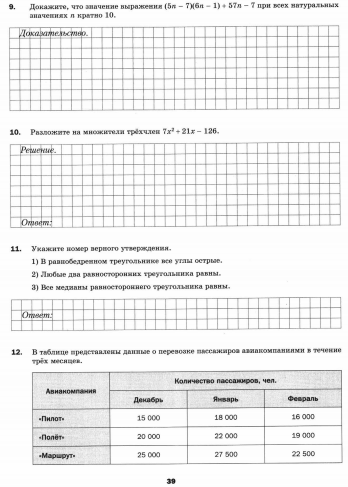 9. Докажите, что значение выражения (5n – 7)(6n – 1) + 57n – 7 при всех натуральных
значениях n кратно 10.
Доказательство.
10. Разложите на множители трёхчлен 7x² + 21x – 126.
Решение.
Ответ:
11. Укажите номер верного утверждения.
1) В равнобедренном треугольнике все углы острые.
2) Любые два равносторонних треугольника равны.
3) Все медианы равностороннего треугольника равны.
Ответ:
12. В таблице представлены данные о перевозке пассажиров авиакомпаниями в течение
трёх месяцев.
Авиакомпания Количество пассажиров, чел.
Декабрь Январь Февраль
«Пилот» 15 000 18 000 16 000
«Полёт» 20 000 22 000 19 000
«Маршрут» 25 000 27 500 22 500
39